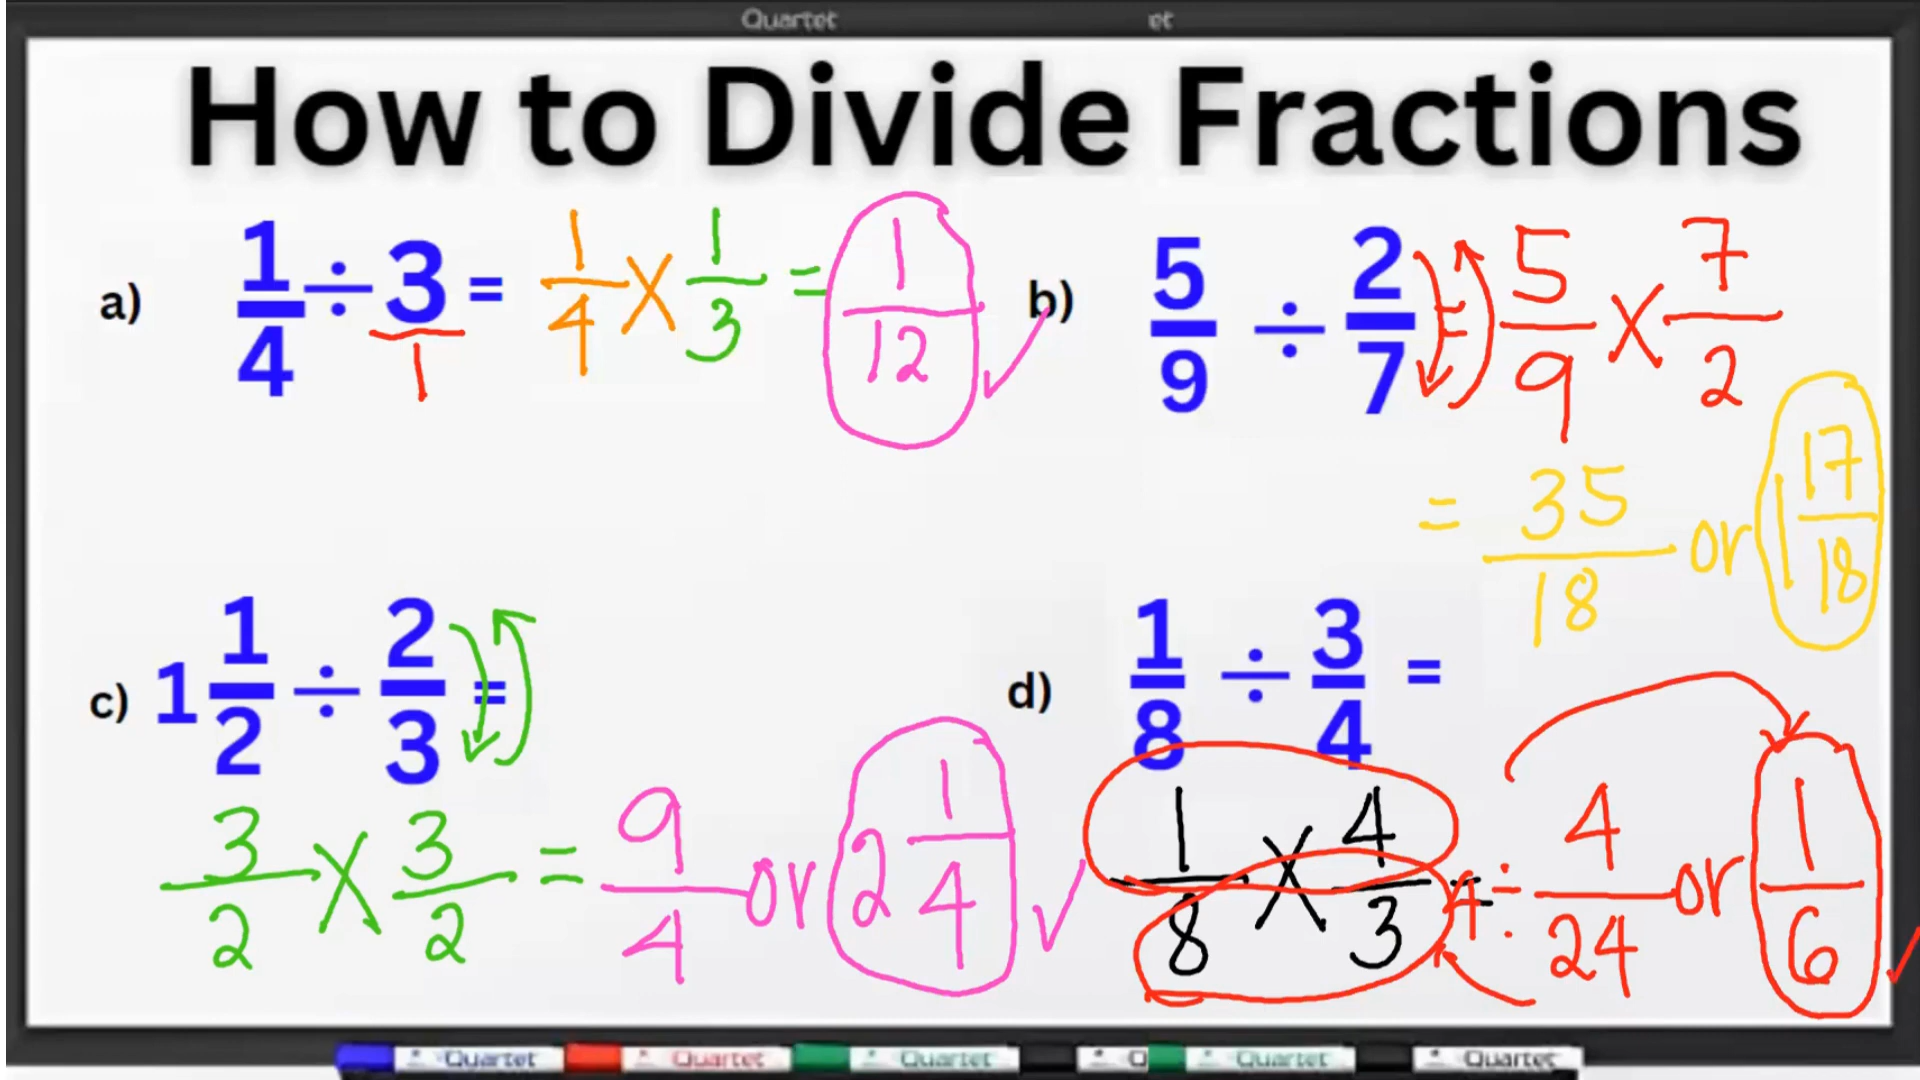 Quartet et
How to Divide Fractions
a) 1/4 ÷ 3/1 = 1/4 X 1/3 = 1/12 ✓
b) 5/9 ÷ 2/7 = 5/9 X 7/2
= 35/18 or 1 17/18
c) 1 1/2 ÷ 2/3 =
3/2 X 3/2 = 9/4 or 2 1/4 ✓
d) 1/8 ÷ 3/4 =
1/8 X 4/3 = 4 ÷ 4/24 or 1/6 ✓
Quartet Quartet Quartet Q Quartet Quartet